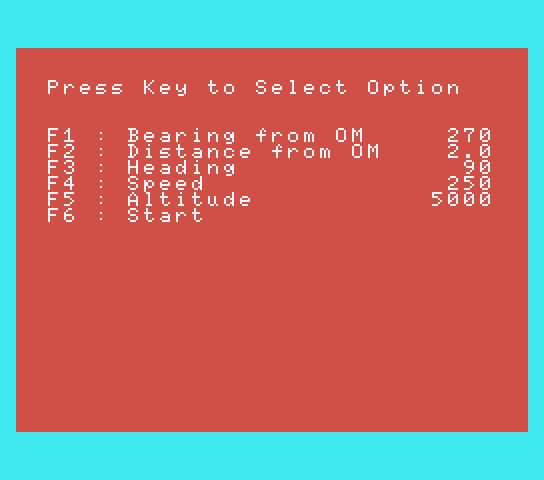 Press Key to Select Option
F1 : Bearing from OM 270
F2 : Distance from OM 2.0
F3 : Heading 90
F4 : Speed 250
F5 : Altitude 5000
F6 : Start